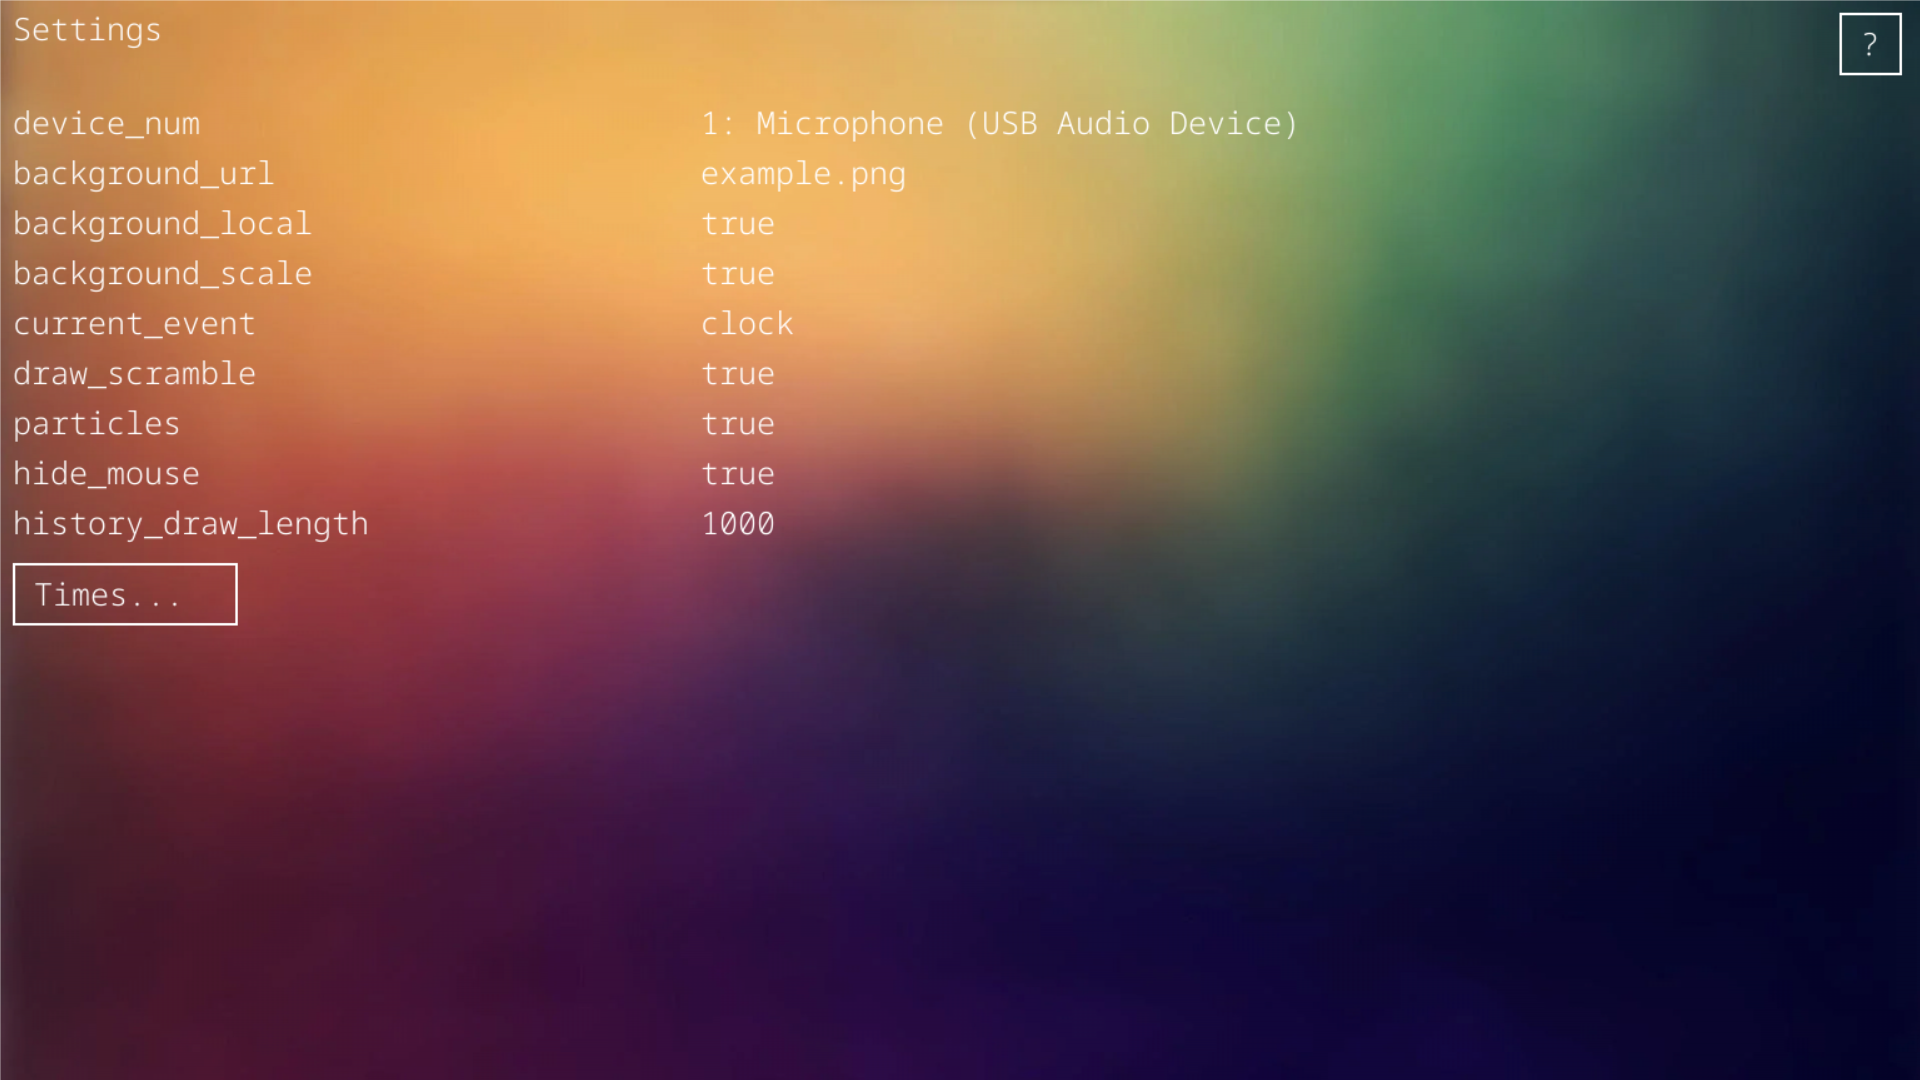 Settings
?
device_num 1: Microphone (USB Audio Device)
background_url example.png
background_local true
background_scale true
current_event clock
draw_scramble true
particles true
hide_mouse true
history_draw_length 1000
Times...